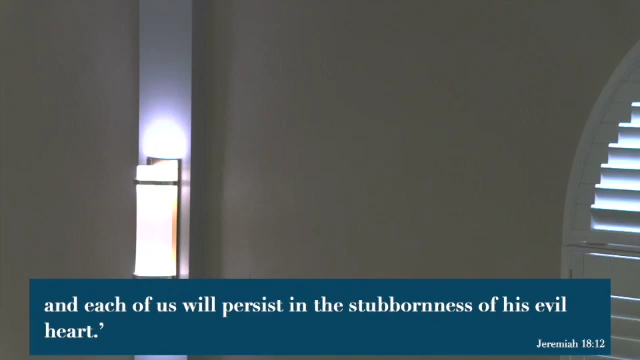 and each of us will persist in the stubbornness of his evil
heart.’
Jeremiah 18:12